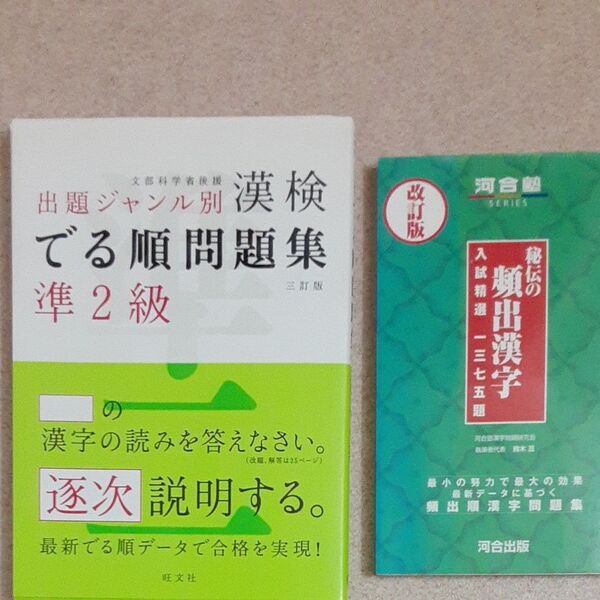 文部科学省後援
出題ジャンル別 漢検
でる順問題集
準2級
三訂版
の
漢字の読みを答えなさい。
(改題、解答は25ページ)
逐次 説明する。
最新でる順データで合格を実現!
旺文社
河合塾
SERIES
改訂版
秘伝の
頻出漢字
入試精選 一三七五題
河合塾漢字問題研究会
執筆者代表
最小の努力で最大の効果
最新データに基づく
頻出順漢字問題集
河合出版